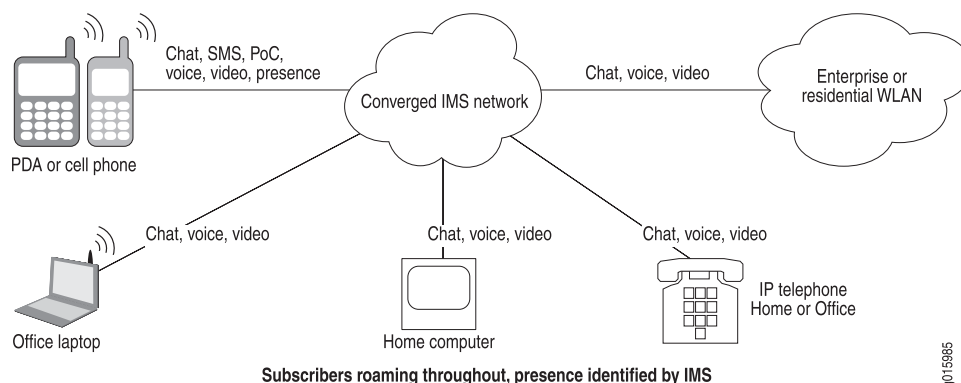 Chat, SMS, PoC,
voice, video, presence
Chat, voice, video
Enterprise or
residential WLAN
Converged IMS network
PDA or cell phone
Chat, voice, video
Chat, voice, video
Chat, voice, video
IP telephone
Home or Office
Office laptop
Home computer
Subscribers roaming throughout, presence identified by IMS
g015985